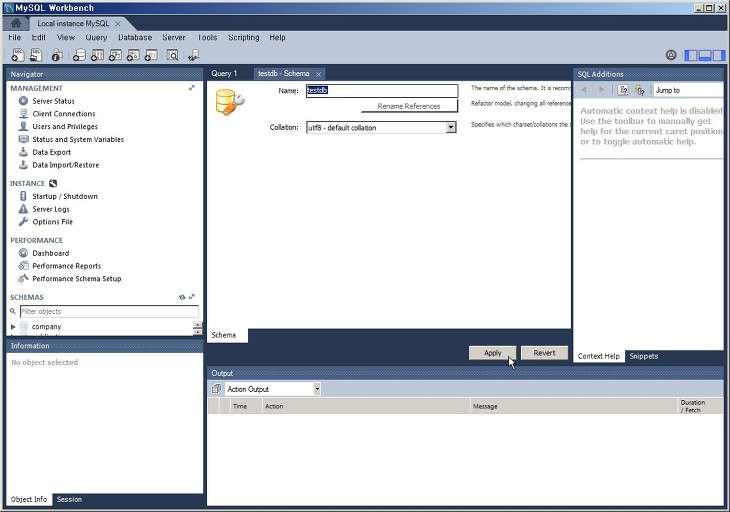 MySQL Workbench
Local instance MySQL
File Edit View Query Database Server Tools Scripting Help
Navigator
MANAGEMENT
Server Status
Client Connections
Users and Privileges
Status and System Variables
Data Export
Data Import/Restore
INSTANCE
Startup / Shutdown
Server Logs
Options File
PERFORMANCE
Dashboard
Performance Reports
Performance Schema Setup
SCHEMAS
Filter objects
company
Information
No object selected
Object Info Session
Query 1 testdb - Schema
Name: testdb
The name of the schema. It is recomm
Rename References
Refactor model, changing all reference
Collation: utf8 - default collation
Specifies which charset/collations the s
Schema
Apply Revert
SQL Additions
Jump to
Automatic context help is disabled.
Use the toolbar to manually get
help for the current caret position
or to toggle automatic help.
Context Help Snippets
Output
Action Output
Time Action Message Duration / Fetch